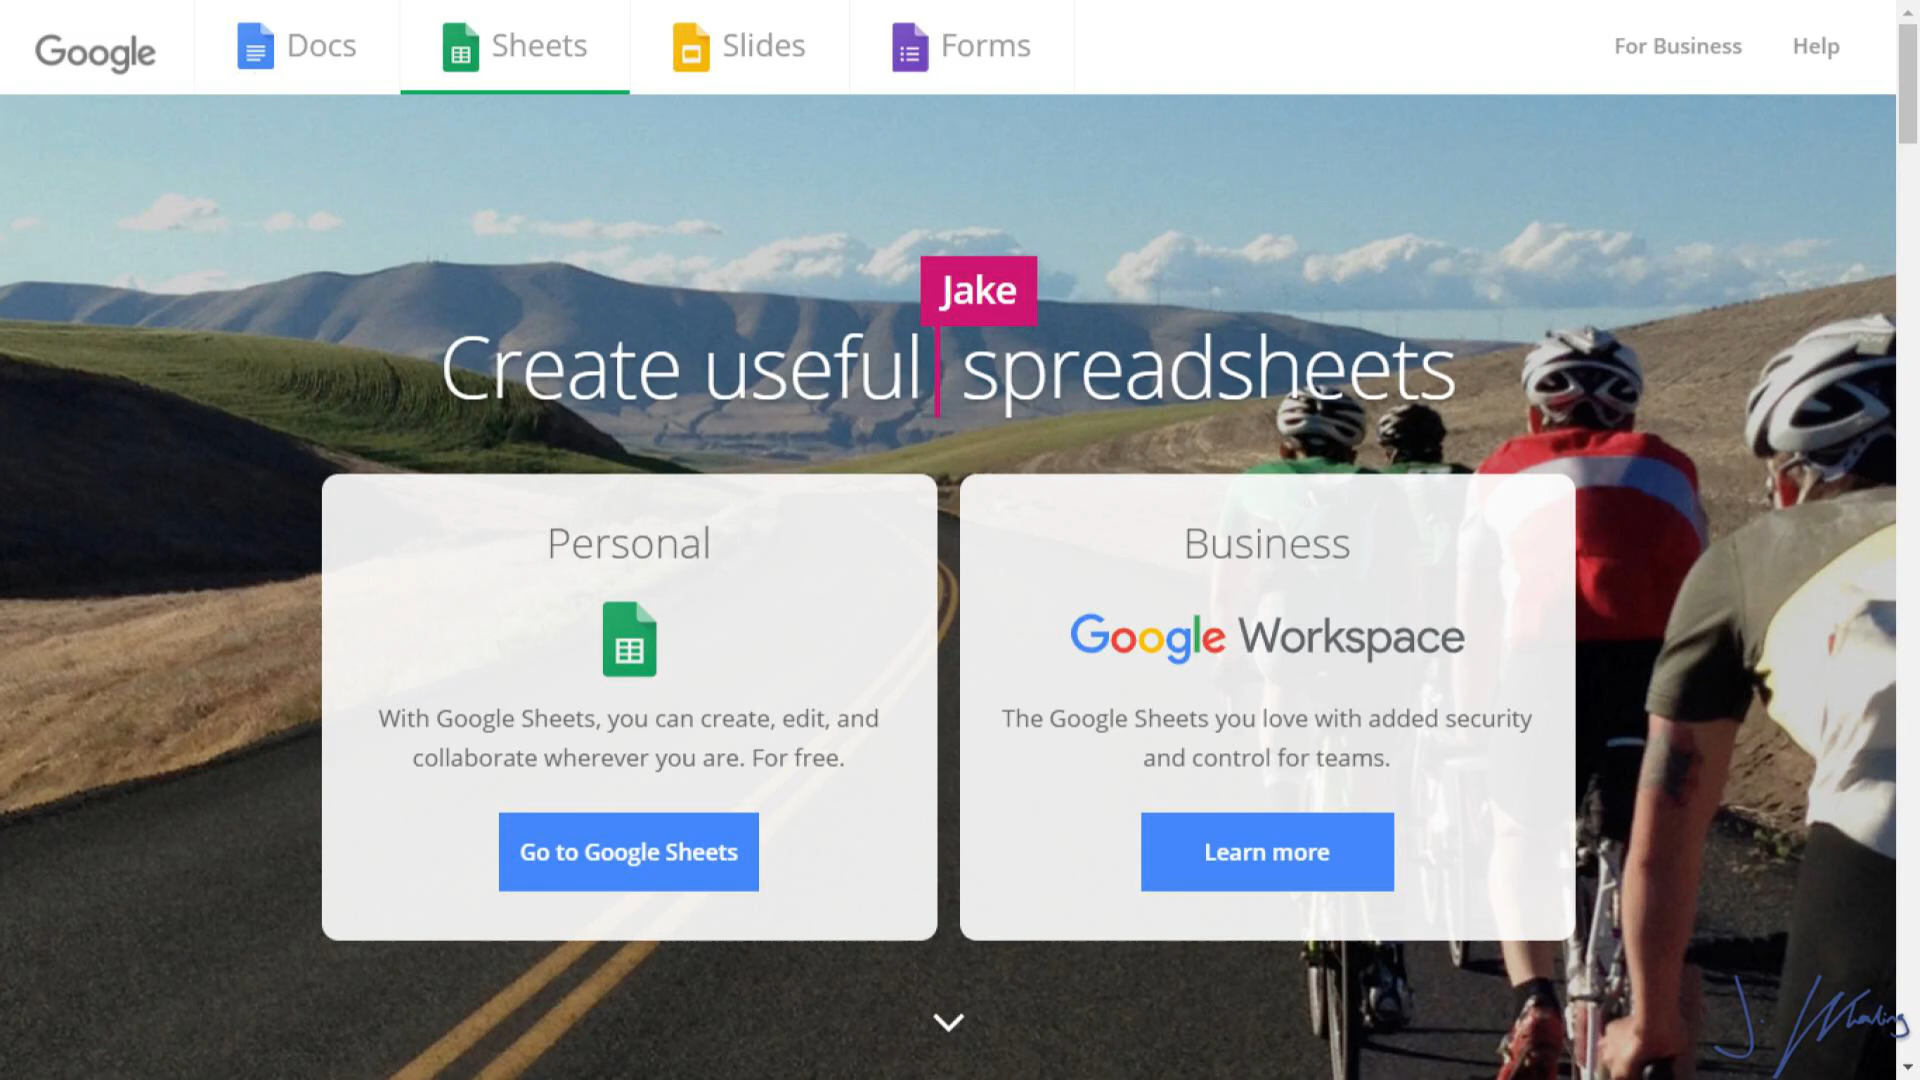 Google Docs Sheets Slides Forms For Business Help
Jake
Create useful spreadsheets
Personal
With Google Sheets, you can create, edit, and
collaborate wherever you are. For free.
Go to Google Sheets
Business
Google Workspace
The Google Sheets you love with added security
and control for teams.
Learn more